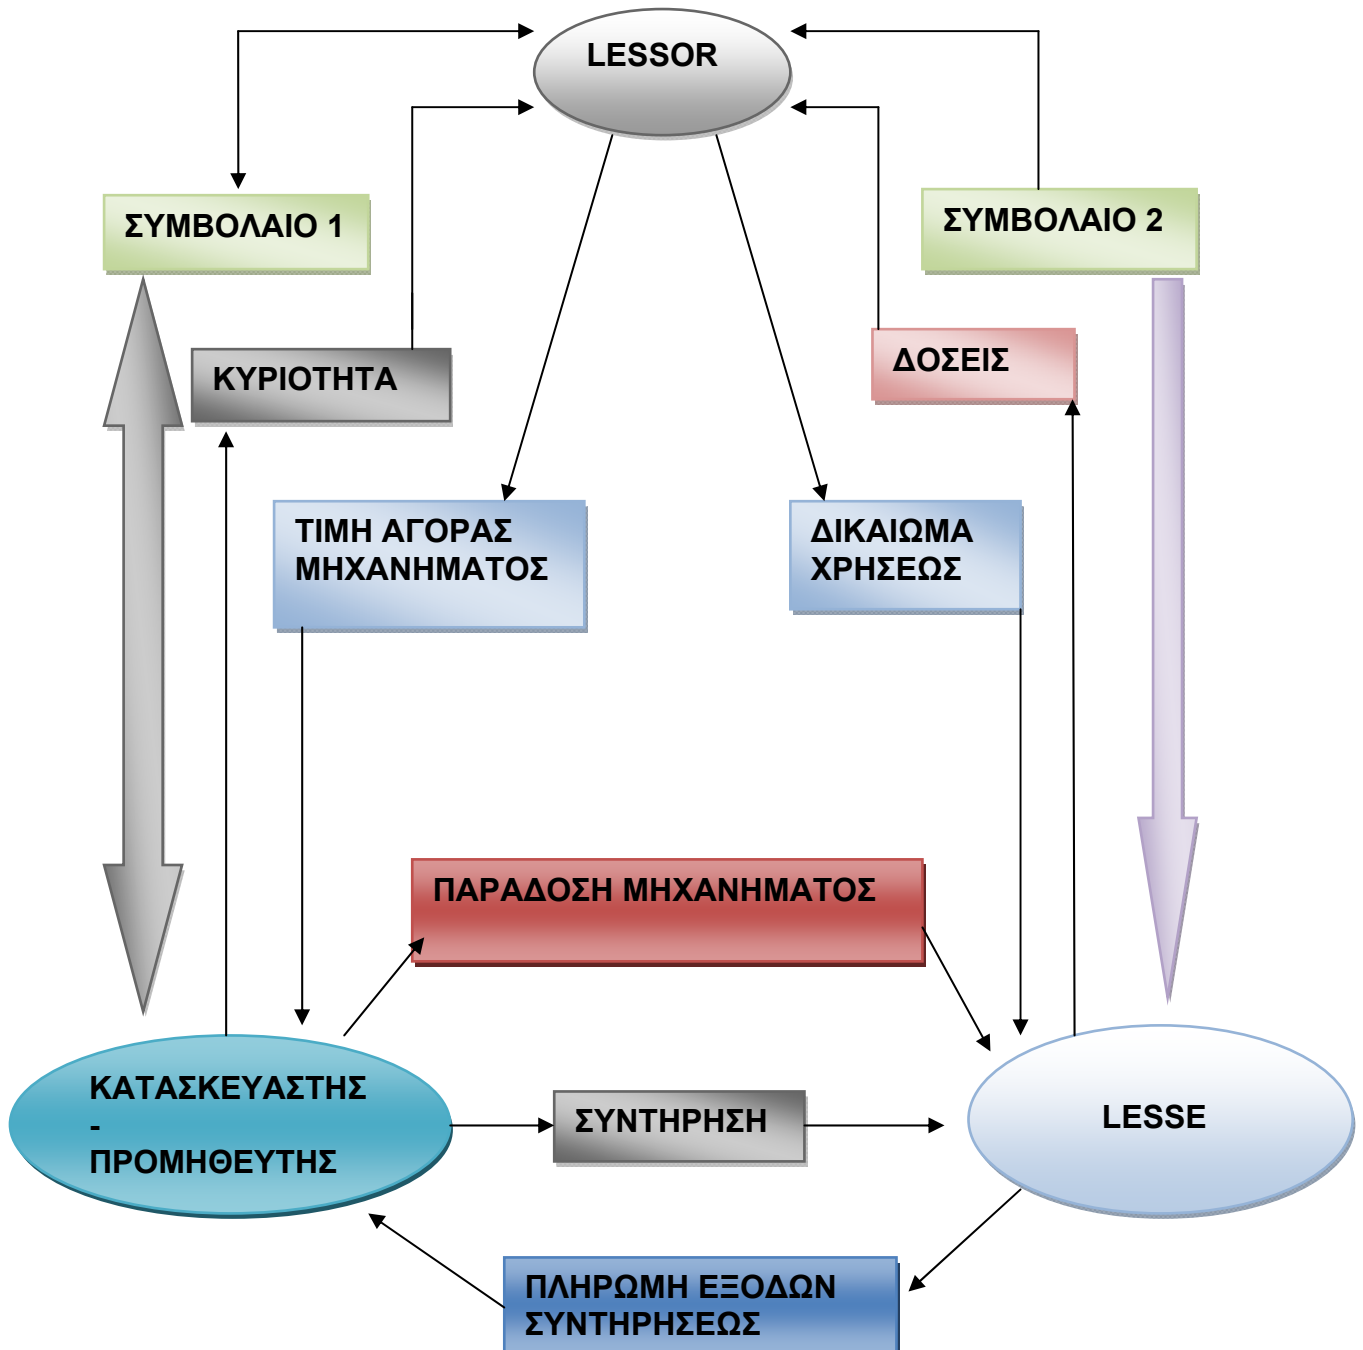 LESSOR
ΣΥΜΒΟΛΑΙΟ 1
ΣΥΜΒΟΛΑΙΟ 2
ΚΥΡΙΟΤΗΤΑ
ΔΟΣΕΙΣ
ΤΙΜΗ ΑΓΟΡΑΣ
ΜΗΧΑΝΗΜΑΤΟΣ
ΔΙΚΑΙΩΜΑ
ΧΡΗΣΕΩΣ
ΠΑΡΑΔΟΣΗ ΜΗΧΑΝΗΜΑΤΟΣ
ΚΑΤΑΣΚΕΥΑΣΤΗΣ
-
ΠΡΟΜΗΘΕΥΤΗΣ
ΣΥΝΤΗΡΗΣΗ
LESSE
ΠΛΗΡΩΜΗ ΕΞΟΔΩΝ
ΣΥΝΤΗΡΗΣΕΩΣ